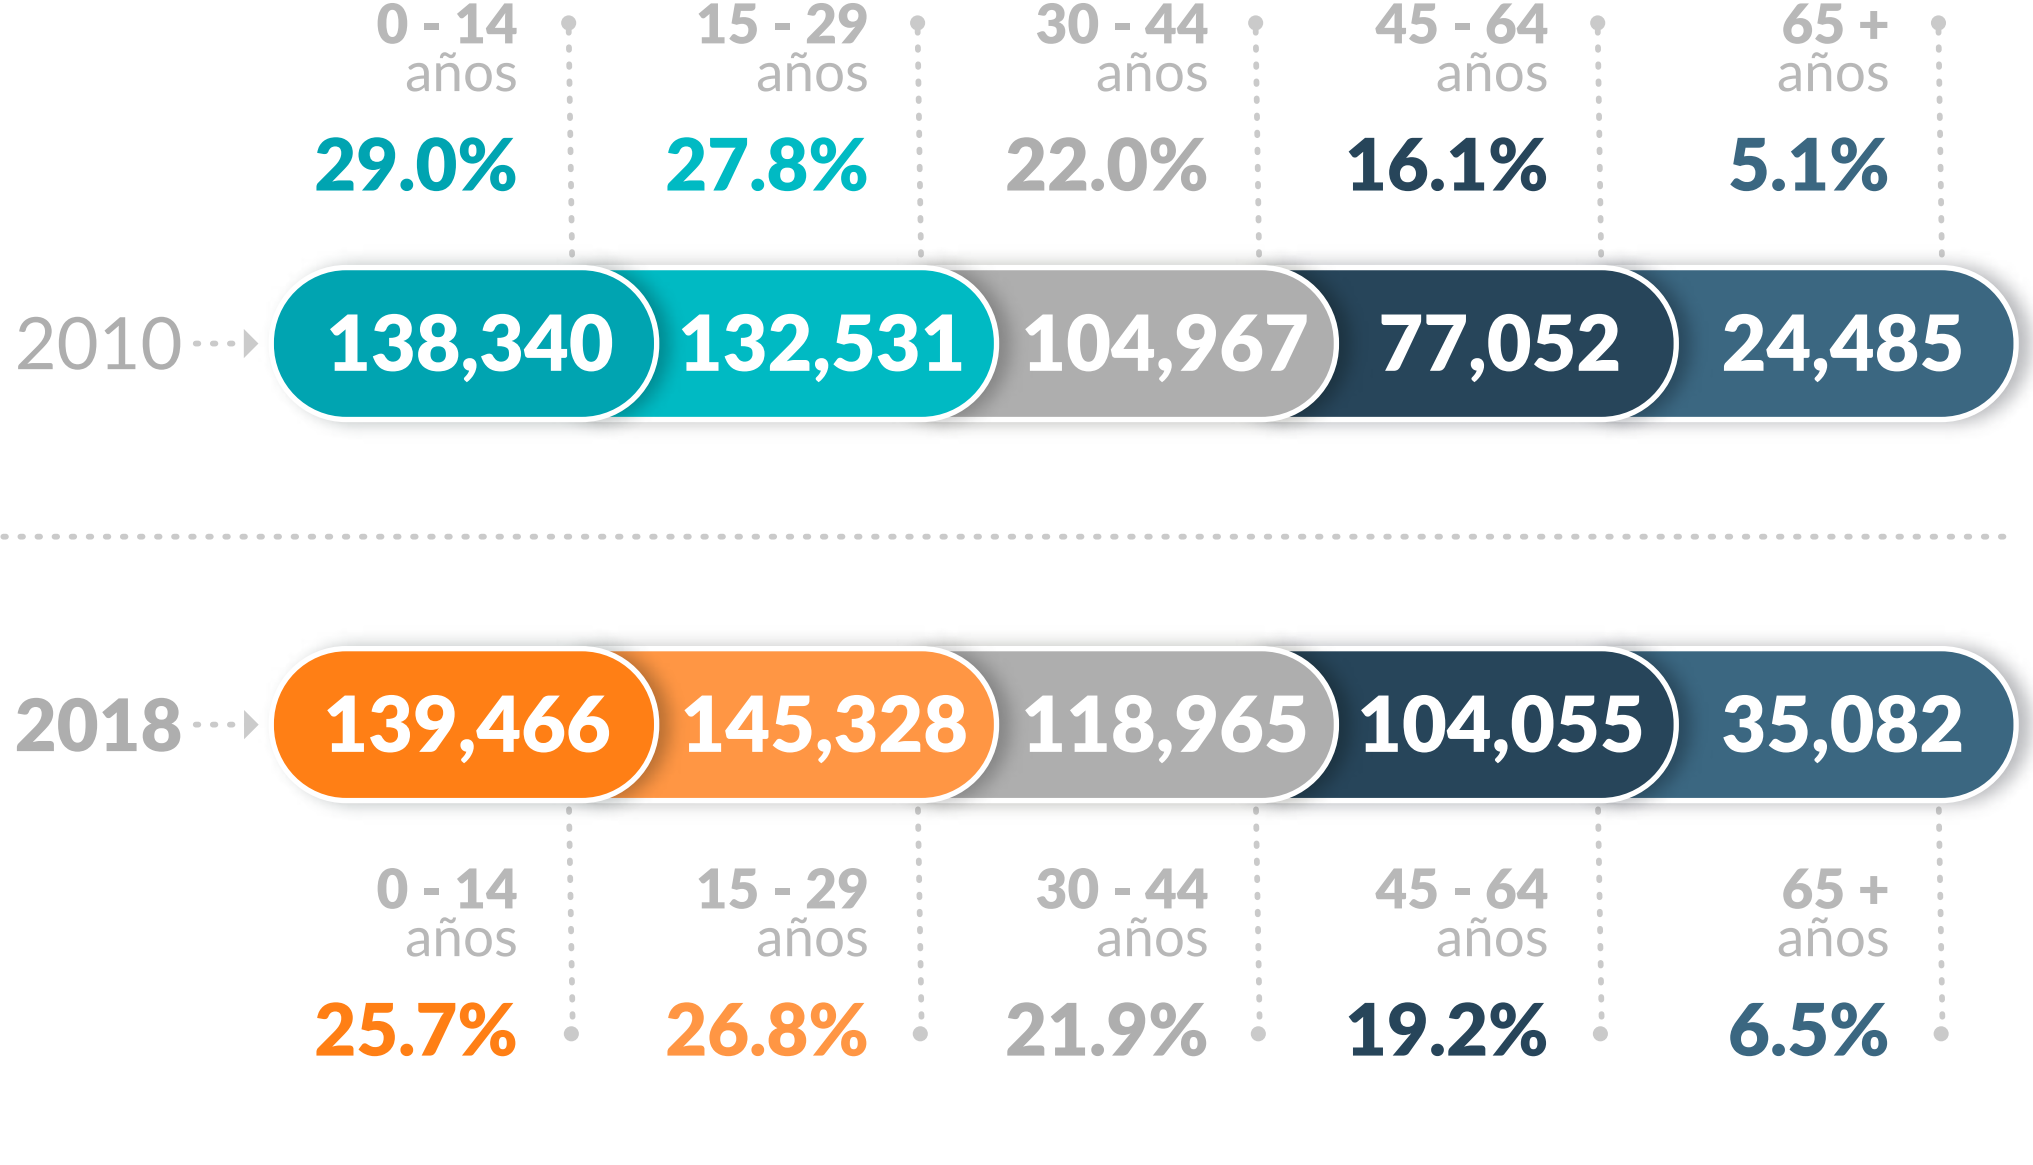 0 - 14 15 - 29 30 - 44 45 - 64 65 +
años años años años años
29.0% 27.8% 22.0% 16.1% 5.1%
2010 138,340 132,531 104,967 77,052 24,485
2018 139,466 145,328 118,965 104,055 35,082
0 - 14 15 - 29 30 - 44 45 - 64 65 +
años años años años años
25.7% 26.8% 21.9% 19.2% 6.5%